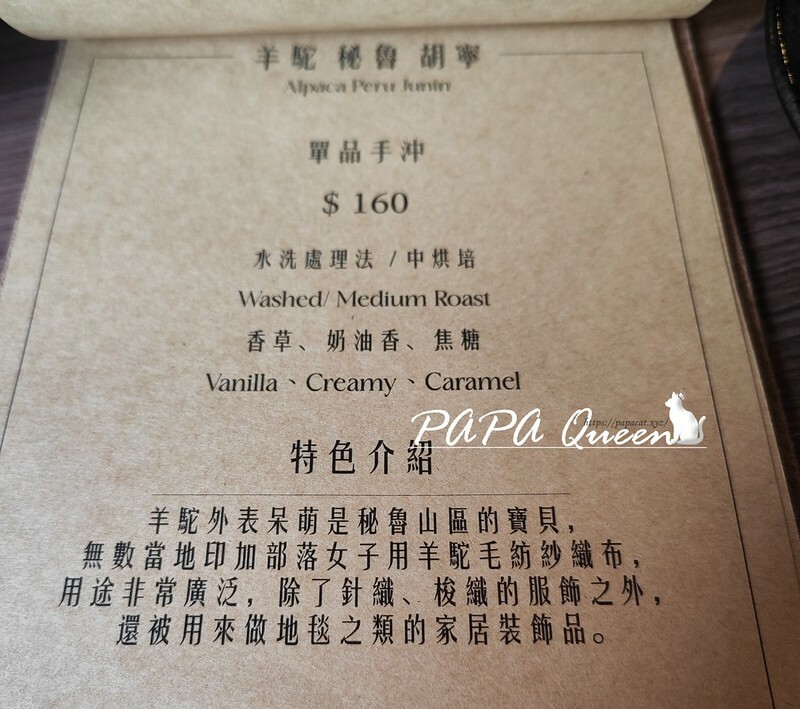 羊駝 秘魯 胡寧
Alpaca Peru Junin
單品手沖
$ 160
水洗處理法 / 中烘培
Washed/ Medium Roast
香草、奶油香、焦糖
Vanilla、Creamy、Caramel
https://papacat.xyz/
PAPA Queen
特色介紹
羊駝外表呆萌是秘魯山區的寶貝，
無數當地印加部落女子用羊駝毛紡紗織布，
用途非常廣泛，除了針織、梭織的服飾之外，
還被用來做地毯之類的家居裝飾品。